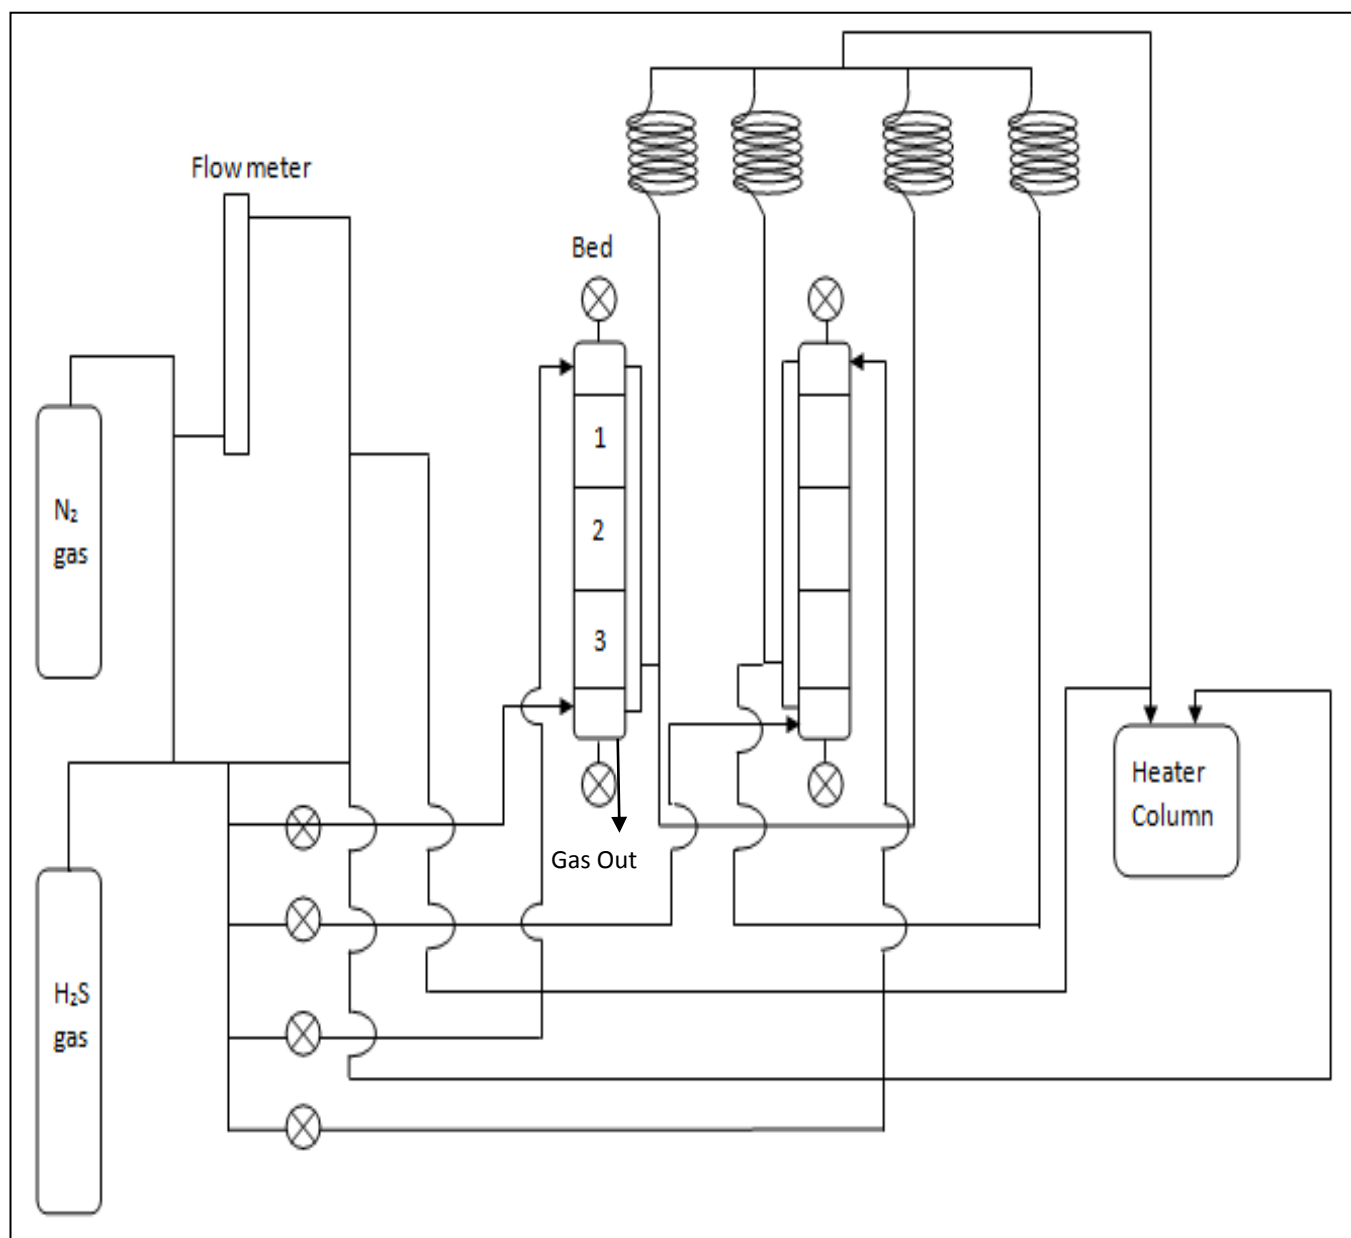 Flow meter
Bed
1
N₂
gas
2
3
Heater
Column
Gas Out
H₂S
gas